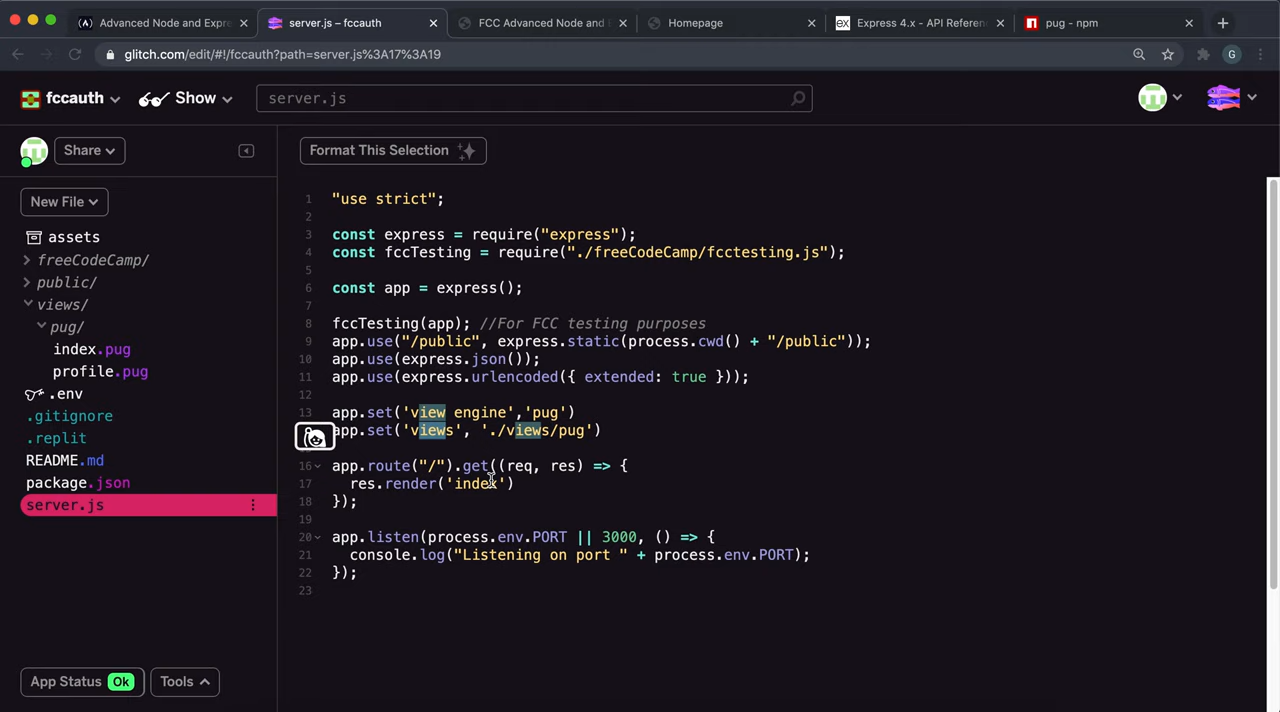 Advanced Node and Expre
server.js – fccauth
FCC Advanced Node and E
Homepage
Express 4.x - API Referen
pug - npm
glitch.com/edit/#!/fccauth?path=server.js%3A17%3A19
G
fccauth
Show
server.js
Share
Format This Selection
New File
assets
freeCodeCamp/
public/
views/
pug/
index.pug
profile.pug
.env
.gitignore
.replit
README.md
package.json
server.js
App Status Ok
Tools
1 "use strict";
2
3 const express = require("express");
4 const fccTesting = require("./freeCodeCamp/fcctesting.js");
5
6 const app = express();
7
8 fccTesting(app); //For FCC testing purposes
9 app.use("/public", express.static(process.cwd() + "/public"));
10 app.use(express.json());
11 app.use(express.urlencoded({ extended: true }));
12
13 app.set('view engine','pug')
app.set('views', './views/pug')
16 app.route("/").get((req, res) => {
17 res.render('index')
18 });
19
20 app.listen(process.env.PORT || 3000, () => {
21 console.log("Listening on port " + process.env.PORT);
22 });
23